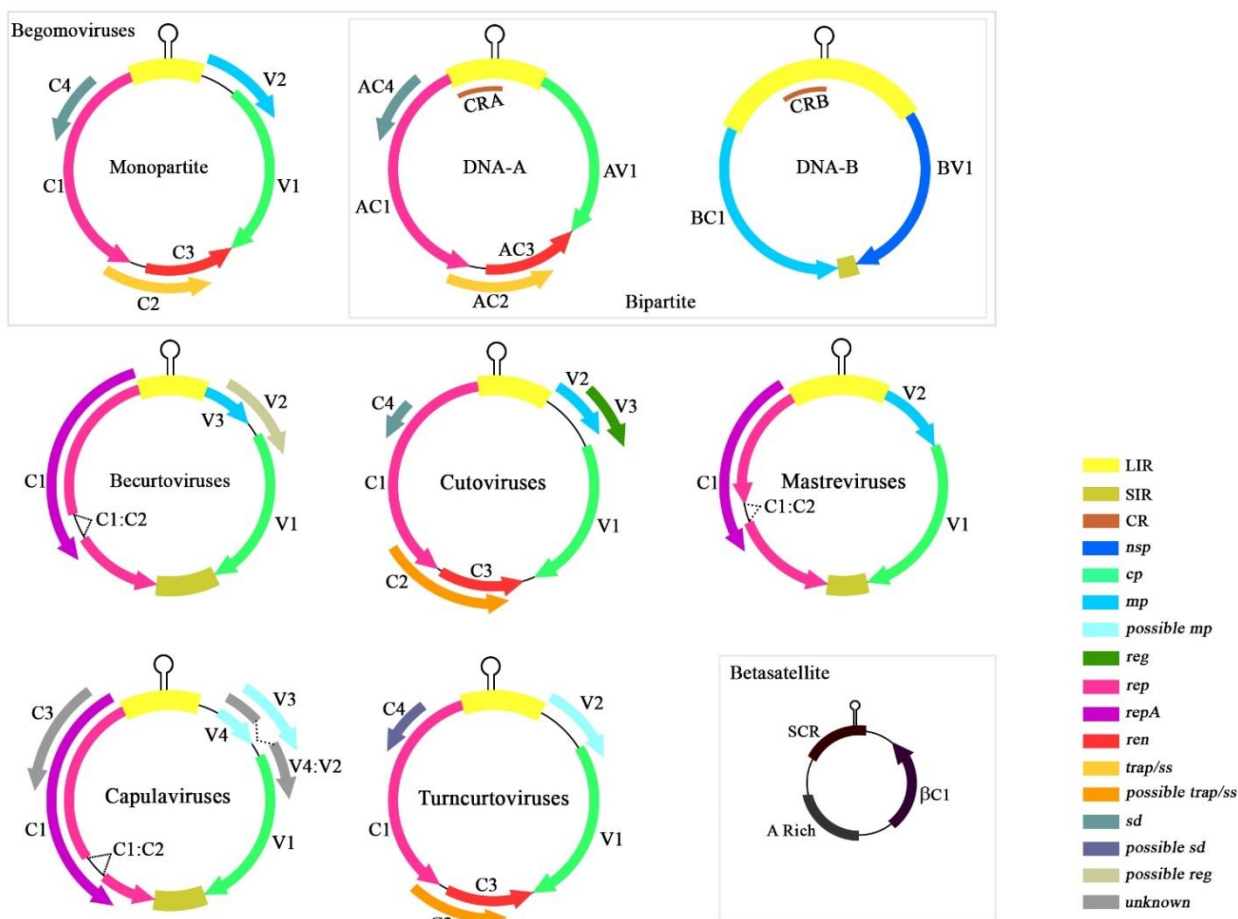 Begomoviruses
C4
V2
Monopartite
C1
V1
C3
C2
AC4
CRA
DNA-A
AV1
AC1
AC3
AC2
CRB
DNA-B
BV1
BC1
Bipartite
V2
V3
C1
Becurtoviruses
C1:C2
V1
C4
V2
V3
C1
Cutoviruses
V1
C2
C3
V2
C1
Mastreviruses
C1:C2
V1
C3
V3
V4
V4:V2
Capulaviruses
C1
C1:C2
V1
C4
V2
Turncurtoviruses
C1
V1
C3
C2
Betasatellite
SCR
βC1
A Rich
LIR
SIR
CR
nsp
cp
mp
possible mp
reg
rep
repA
ren
trap/ss
possible trap/ss
sd
possible sd
possible reg
unknown